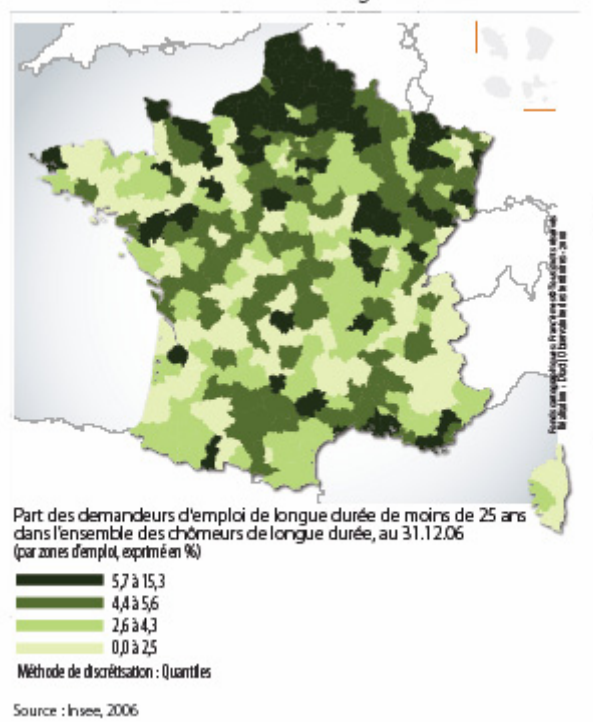 Part des demandeurs d'emploi de longue durée de moins de 25 ans
dans l'ensemble des chômeurs de longue durée, au 31.12.06
(par zones d'emploi, exprimé en %)
5,7 à 15,3
4,4 à 5,6
2,6 à 4,3
0,0 à 2,5
Méthode de discrétisation : Quantiles
Source : Insee, 2006